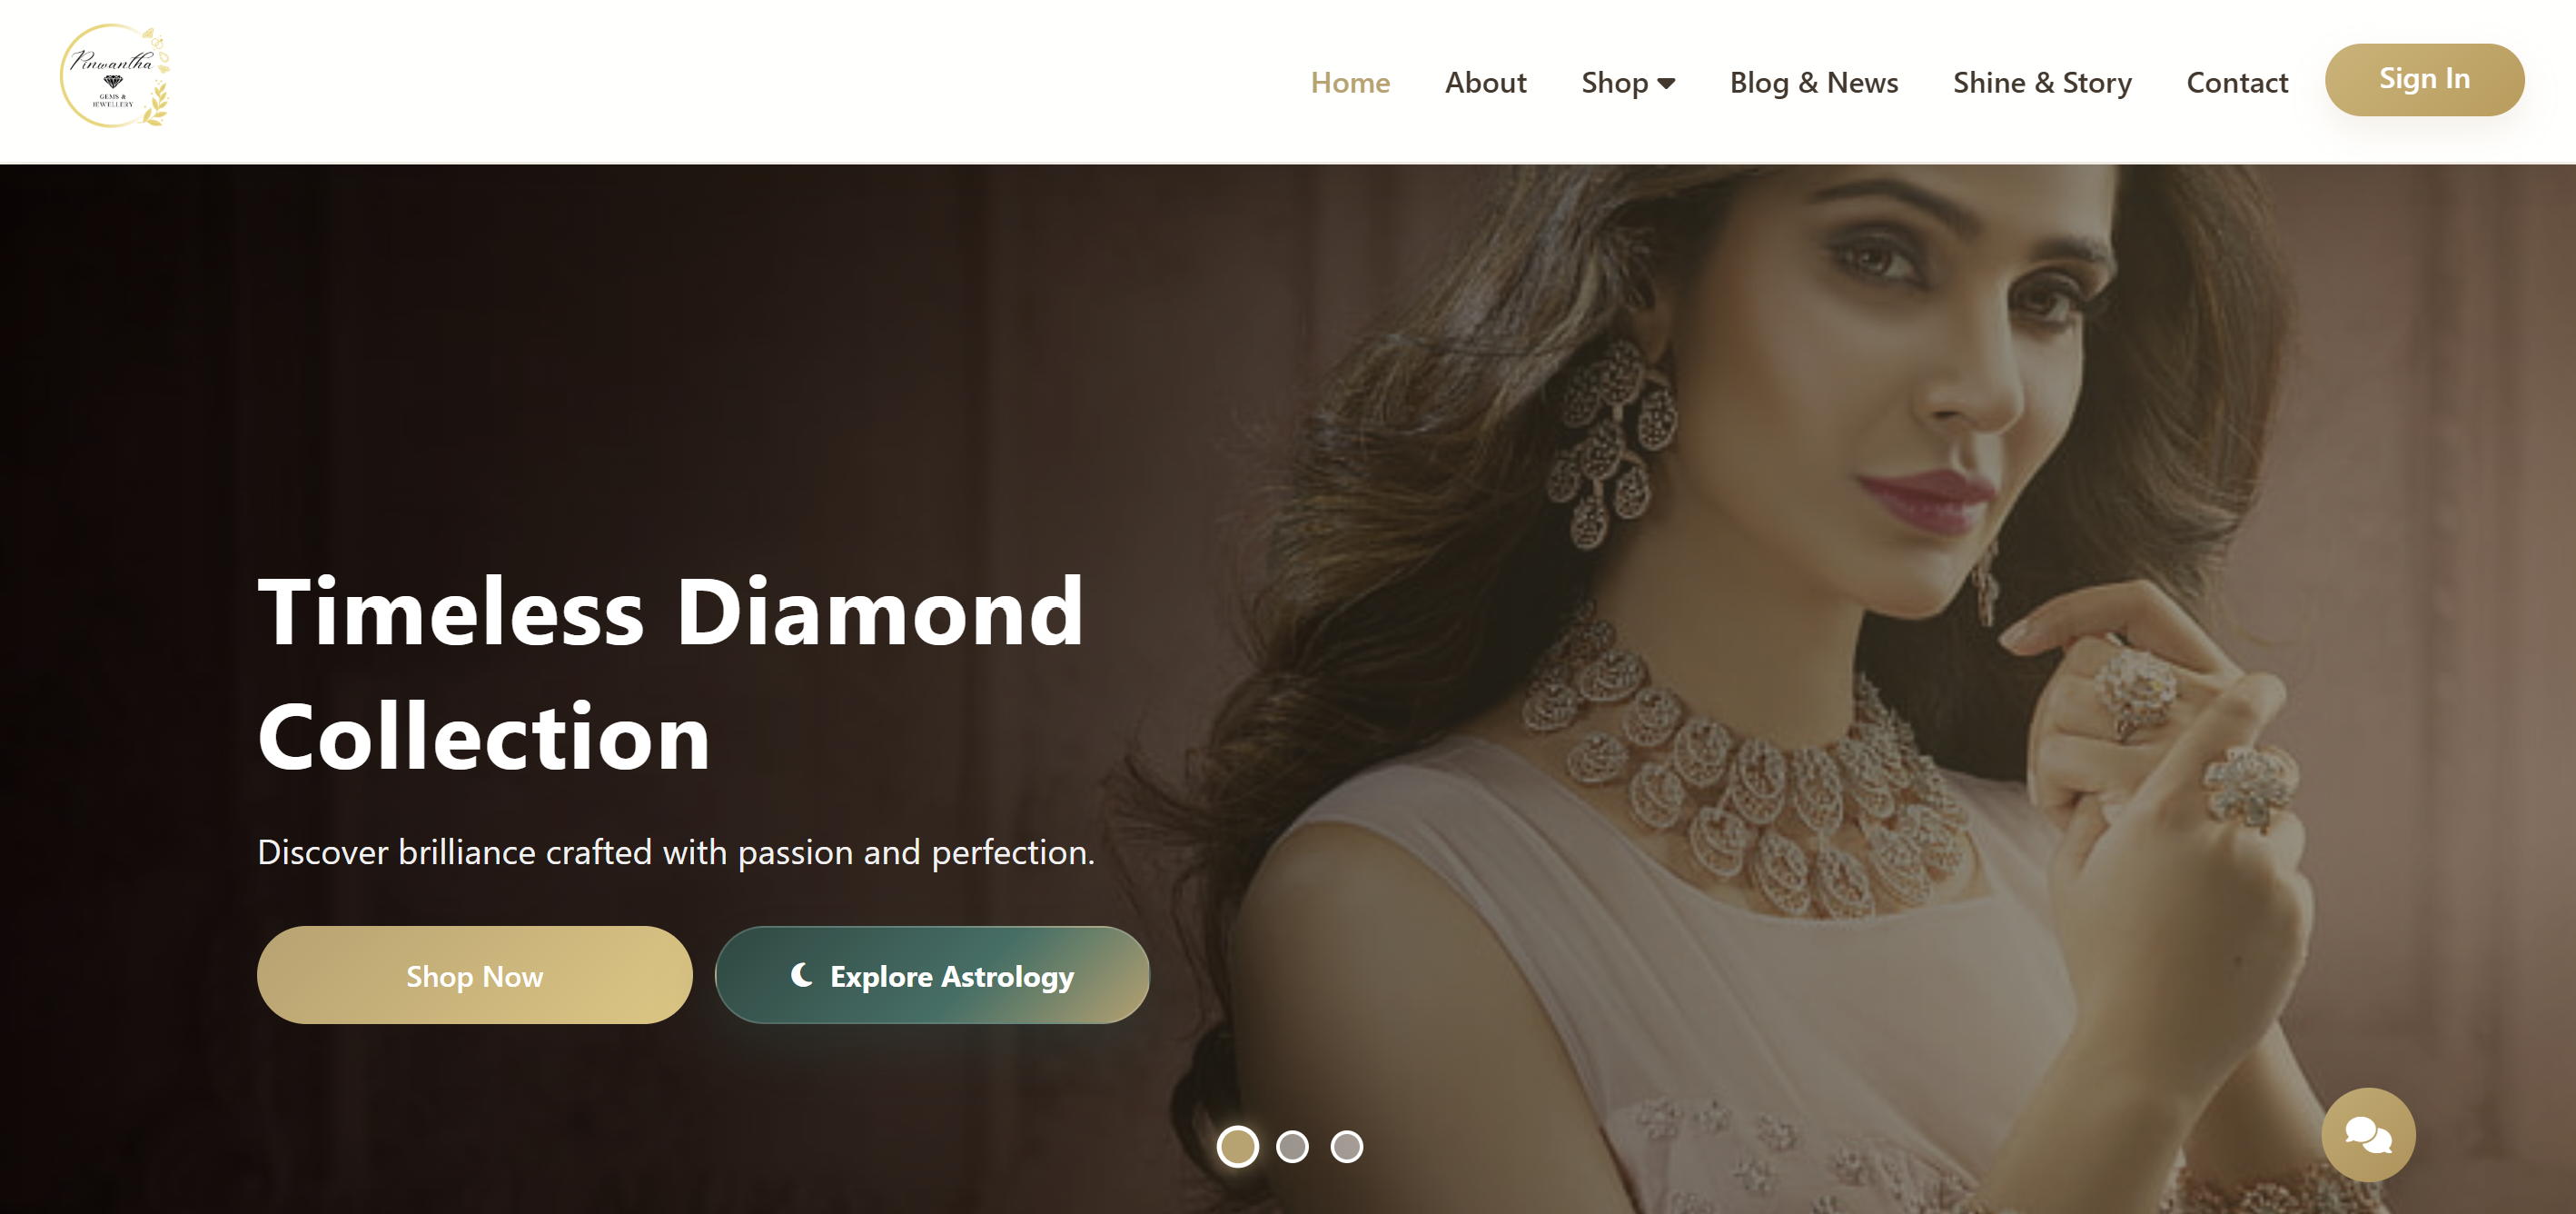 Pinwantha
GEMS &
JEWELLERY
Home
About
Shop
Blog & News
Shine & Story
Contact
Sign In
Timeless Diamond
Collection
Discover brilliance crafted with passion and perfection.
Shop Now
Explore Astrology